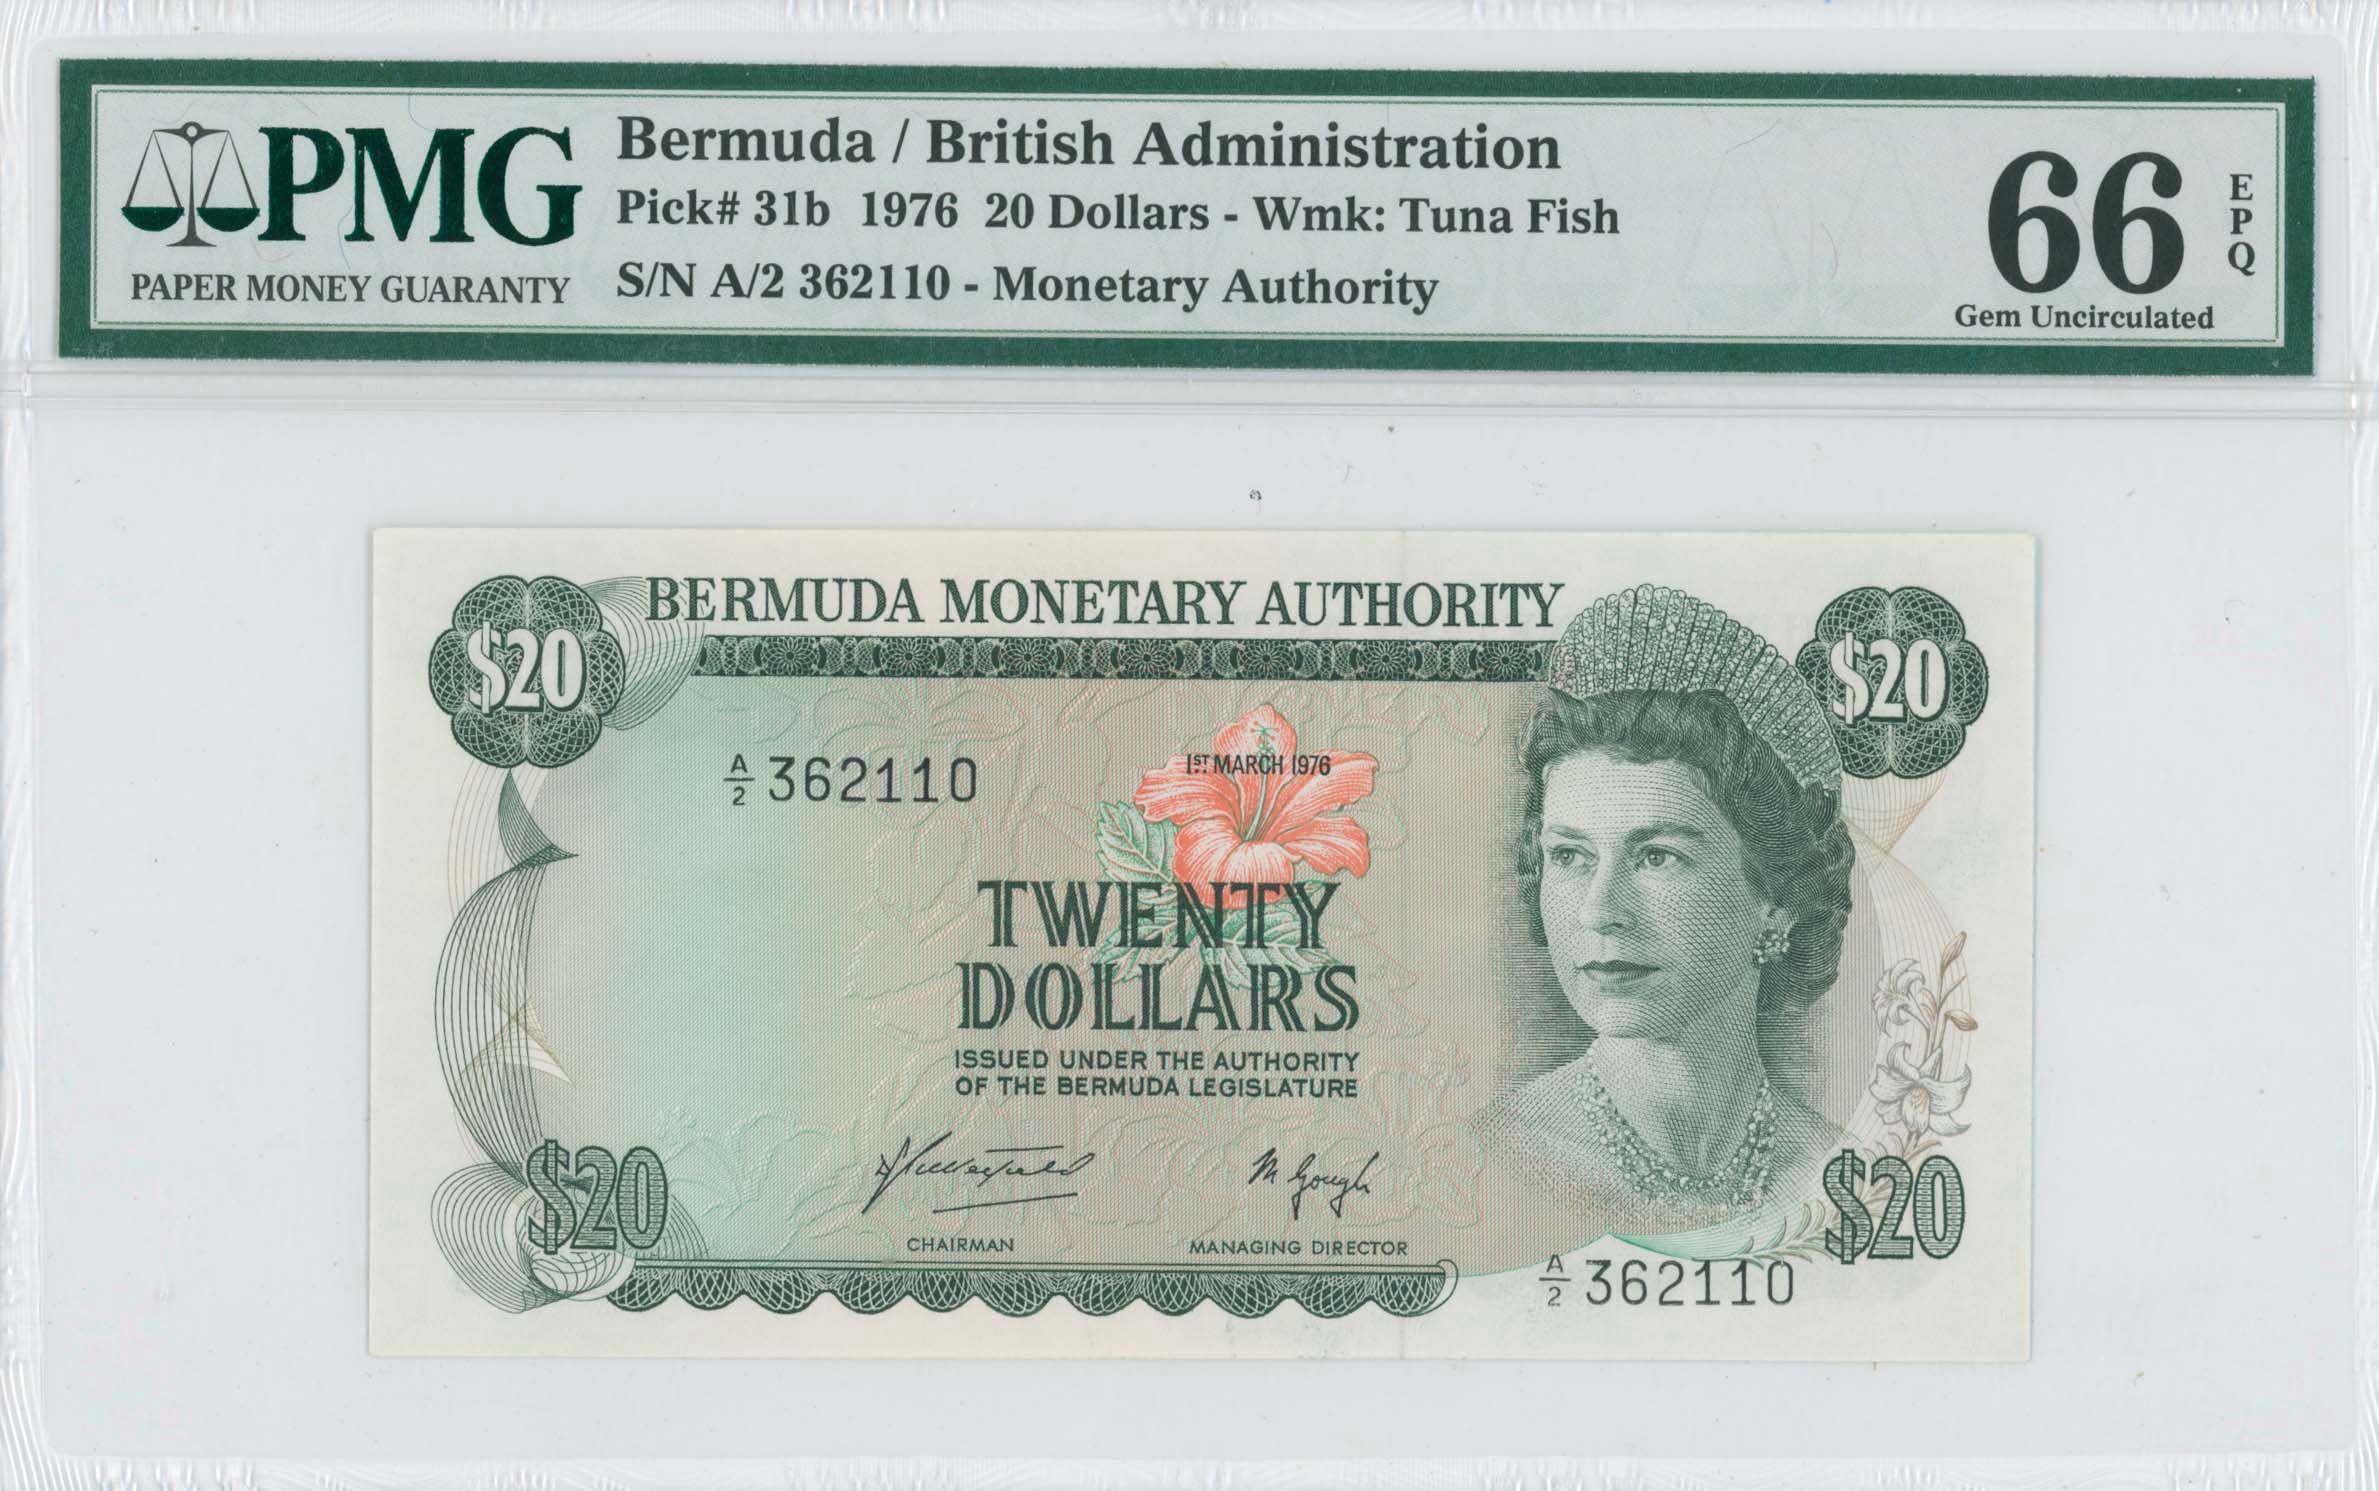 PMG
PAPER MONEY GUARANTY
Bermuda / British Administration
Pick# 31b 1976 20 Dollars - Wmk: Tuna Fish
S/N A/2 362110 - Monetary Authority
66
EPQ
Gem Uncirculated
BERMUDA MONETARY AUTHORITY
$20
$20
A/2 362110
1ST MARCH 1976
TWENTY
DOLLARS
ISSUED UNDER THE AUTHORITY
OF THE BERMUDA LEGISLATURE
M Gough
CHAIRMAN
MANAGING DIRECTOR
$20
$20
A/2 362110